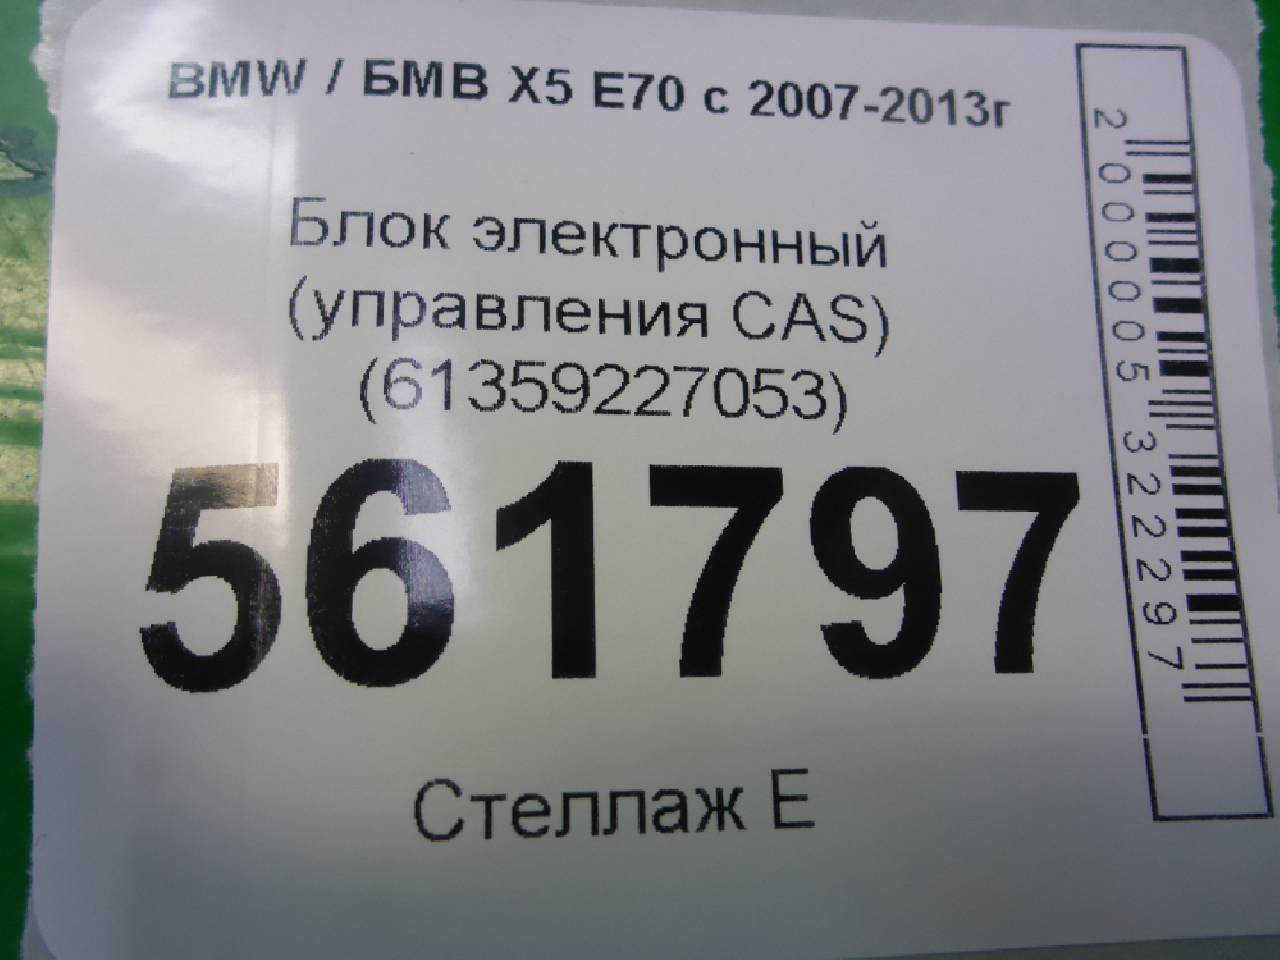 BMW / БМВ X5 E70 с 2007-2013г
Блок электронный
(управления CAS)
(61359227053)
561797
Стеллаж Е
2000005322297